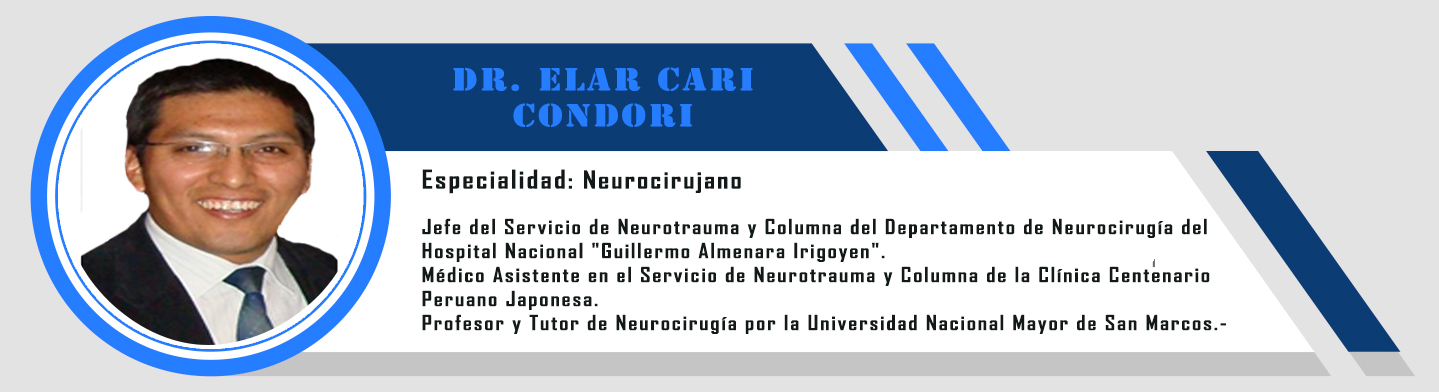 DR. ELAR CARI
CONDORI
Especialidad: Neurocirujano
Jefe del Servicio de Neurotrauma y Columna del Departamento de Neurocirugía del
Hospital Nacional "Guillermo Almenara Irigoyen".
Médico Asistente en el Servicio de Neurotrauma y Columna de la Clínica Centenario
Peruano Japonesa.
Profesor y Tutor de Neurocirugía por la Universidad Nacional Mayor de San Marcos.-